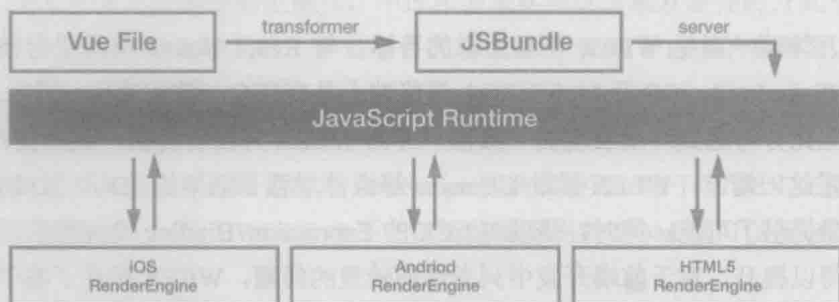 Vue File
transformer
JSBundle
server
JavaScript Runtime
iOS
RenderEngine
Andriod
RenderEngine
HTML5
RenderEngine